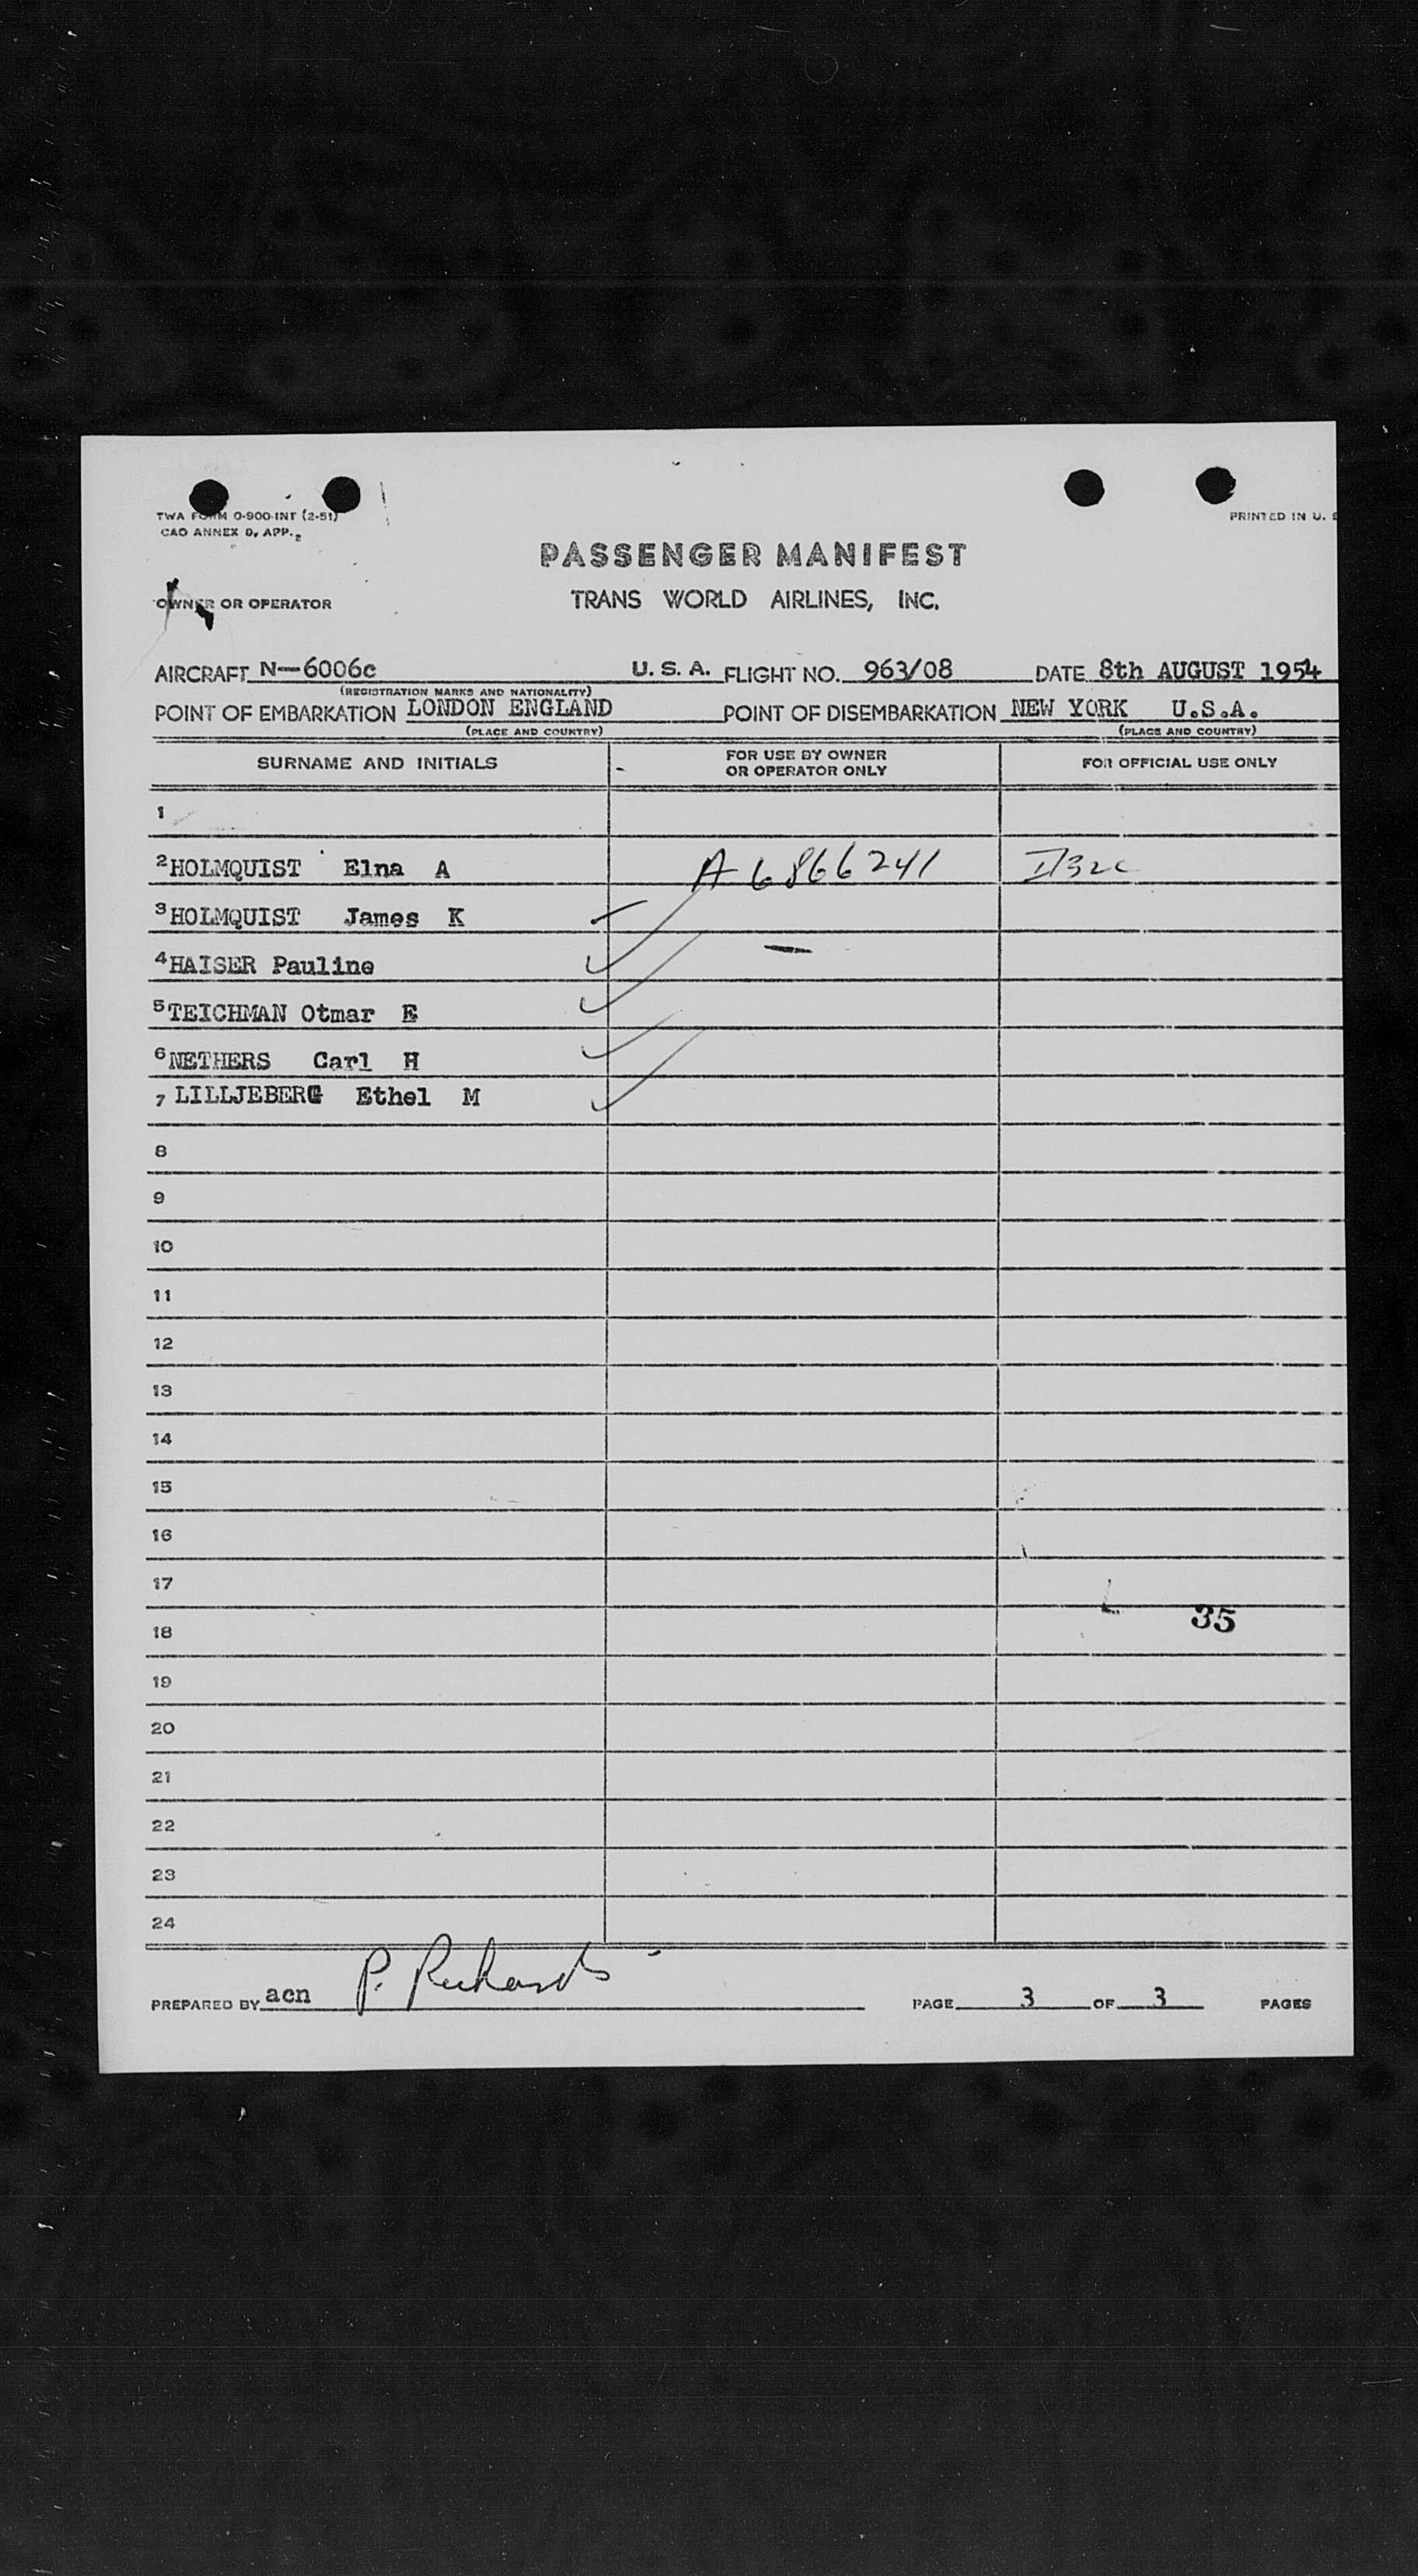 TWA FORM O-900-INT (2-51)
CAO ANNEX 9, APP. 2
PRINTED IN U. S
PASSENGER MANIFEST
OWNER OR OPERATOR
TRANS WORLD AIRLINES, INC.
AIRCRAFT N-6006c U. S. A. FLIGHT NO. 963/08 DATE 8th AUGUST 1954
(REGISTRATION MARKS AND NATIONALITY)
POINT OF EMBARKATION LONDON ENGLAND POINT OF DISEMBARKATION NEW YORK U.S.A.
(PLACE AND COUNTRY) (PLACE AND COUNTRY)
SURNAME AND INITIALS FOR USE BY OWNER OR OPERATOR ONLY FOR OFFICIAL USE ONLY
1
2 HOLMQUIST Elna A A 6866241
3 HOLMQUIST James K
4 HAISER Pauline
5 TEICHMAN Otmar E
6 NETHERS Carl H
7 LILLJEBERG Ethel M
8
9
10
11
12
13
14
15
16
17
18 35
19
20
21
22
23
24
PREPARED BY acn P. Richards PAGE 3 OF 3 PAGES